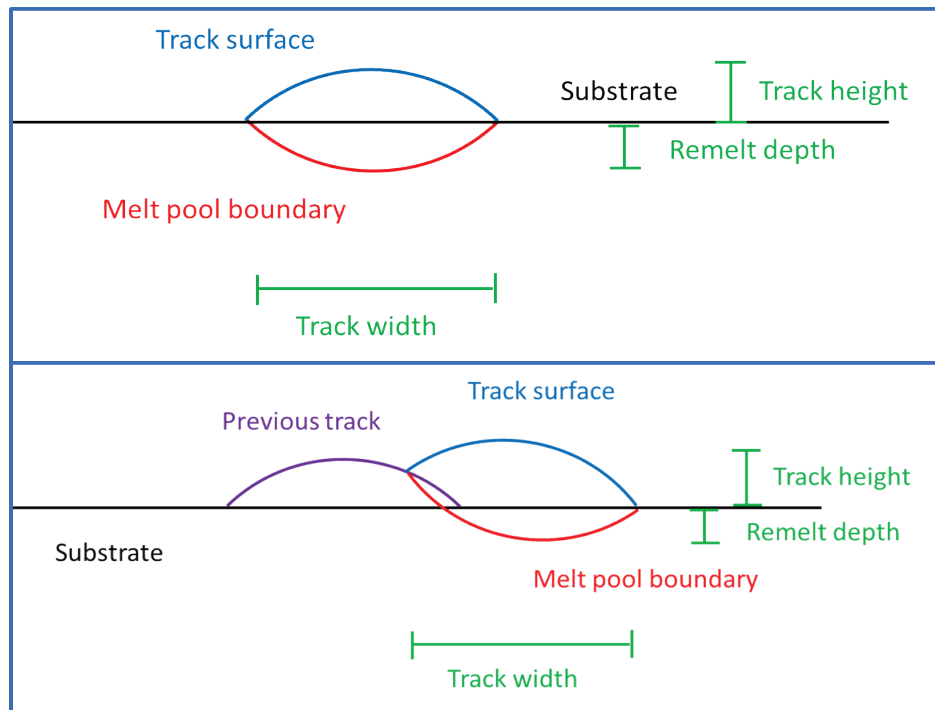 Track surface
Substrate
Track height
Remelt depth
Melt pool boundary
Track width
Track surface
Previous track
Track height
Remelt depth
Substrate
Melt pool boundary
Track width